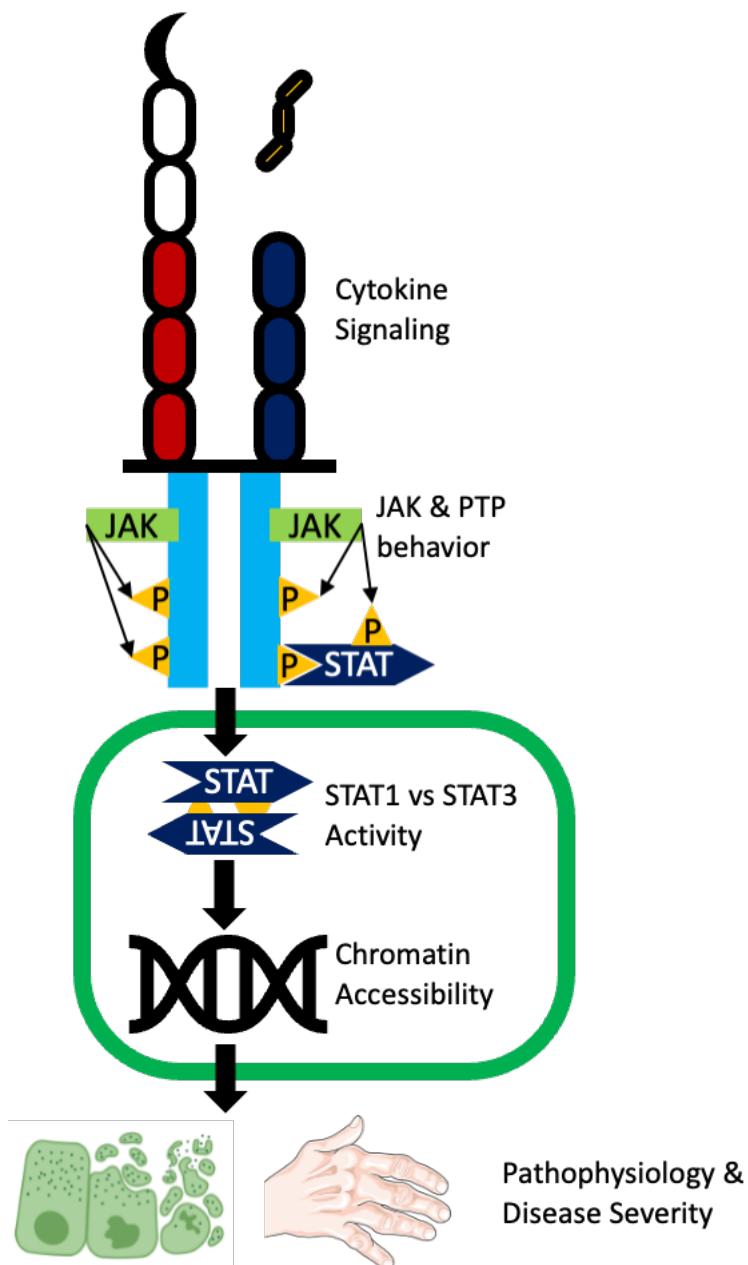 Cytokine
Signaling
JAK
JAK
JAK & PTP
behavior
P
P
P
P
P
STAT
STAT
STAT
STAT1 vs STAT3
Activity
Chromatin
Accessibility
Pathophysiology &
Disease Severity